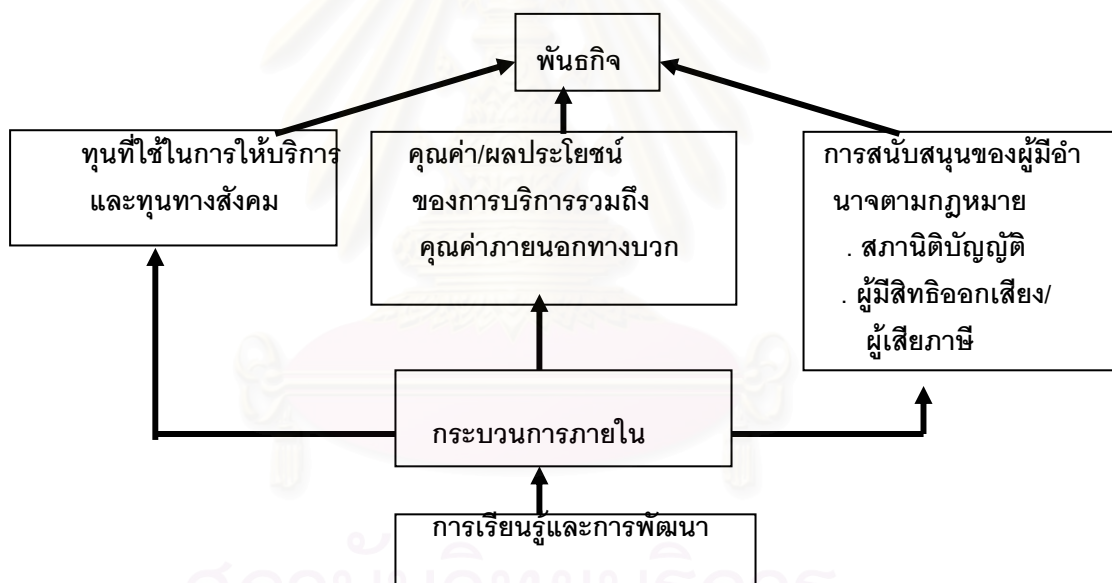 พันธกิจ
ทุนที่ใช้ในการให้บริการ
และทุนทางสังคม
คุณค่า/ผลประโยชน์
ของการบริการรวมถึง
คุณค่าภายนอกทางบวก
การสนับสนุนของผู้มีอำ
นาจตามกฎหมาย
. สภานิติบัญญัติ
. ผู้มีสิทธิออกเสียง/
ผู้เสียภาษี
กระบวนการภายใน
การเรียนรู้และการพัฒนา